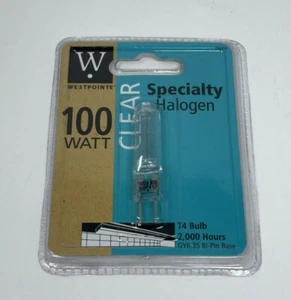 W
WESTPOINTE
100
WATT
CLEAR
Specialty
Halogen
T4 Bulb
2,000 Hours
GY6.35 Bi-Pin Base